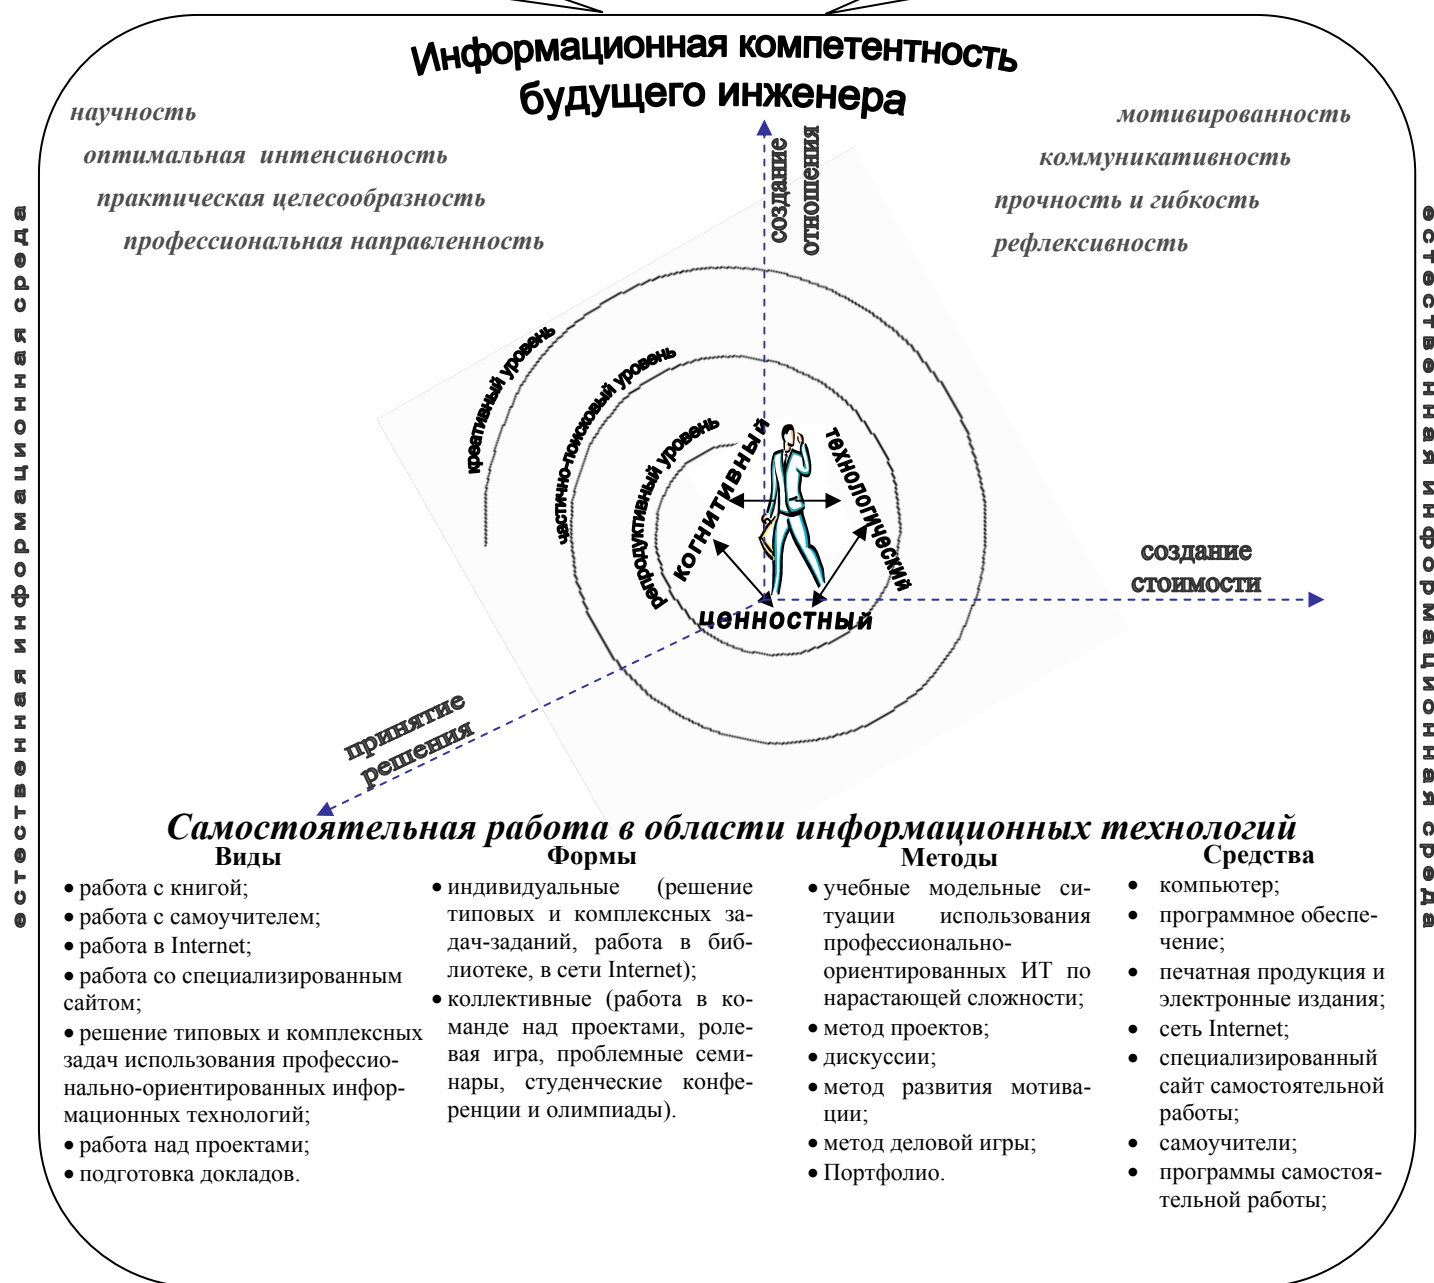 Информационная компетентность
будущего инженера
научность
оптимальная интенсивность
практическая целесообразность
профессиональная направленность
мотивированность
коммуникативность
прочность и гибкость
рефлексивность
естественная информационная среда
естественная информационная среда
создание
отношения
креативный уровень
частично-поисковый уровень
репродуктивный уровень
когнитивный
технологический
ценностный
создание
стоимости
принятие
решения
Самостоятельная работа в области информационных технологий
Виды
• работа с книгой;
• работа с самоучителем;
• работа в Internet;
• работа со специализированным
сайтом;
• решение типовых и комплексных
задач использования профессио-
нально-ориентированных инфор-
мационных технологий;
• работа над проектами;
• подготовка докладов.
Формы
• индивидуальные (решение
типовых и комплексных за-
дач-заданий, работа в биб-
лиотеке, в сети Internet);
• коллективные (работа в ко-
манде над проектами, роле-
вая игра, проблемные семи-
нары, студенческие конфе-
ренции и олимпиады).
Методы
• учебные модельные си-
туации использования
профессионально-
ориентированных ИТ по
нарастающей сложности;
• метод проектов;
• дискуссии;
• метод развития мотива-
ции;
• метод деловой игры;
• Портфолио.
Средства
• компьютер;
• программное обеспе-
чение;
• печатная продукция и
электронные издания;
• сеть Internet;
• специализированный
сайт самостоятельной
работы;
• самоучители;
• программы самостоя-
тельной работы;